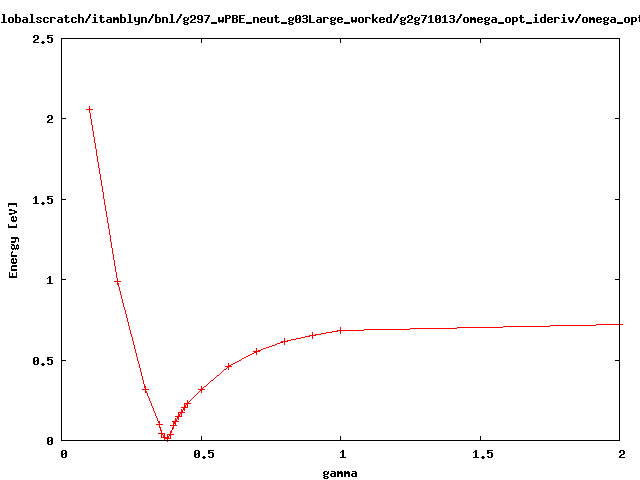 lobalscratch/itamblyn/bnl/g297_wPBE_neut_g03Large_worked/g2g71013/omega_opt_ideriv/omega_opt
2.5
2
1.5
1
0.5
0
Energy [eV]
0 0.5 1 1.5 2
gamma